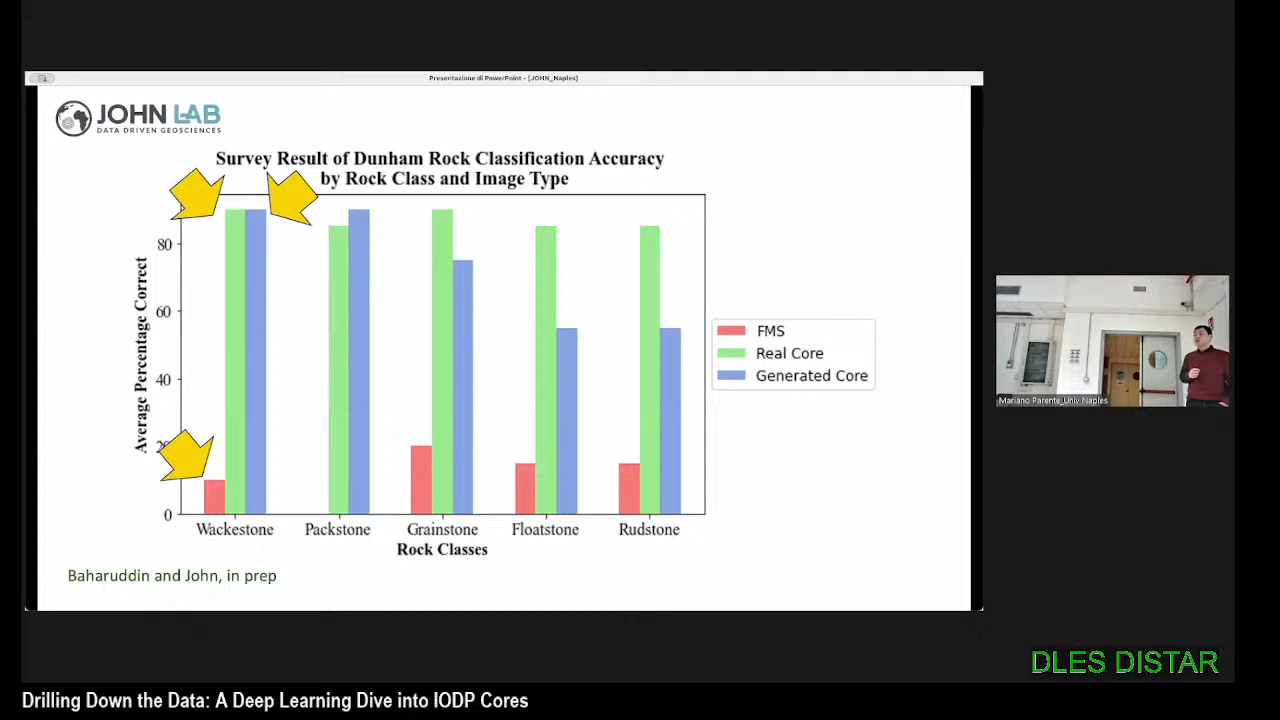 Presentazione di PowerPoint - [JOHN_Naples]
JOHN LAB
DATA DRIVEN GEOSCIENCES
Survey Result of Dunham Rock Classification Accuracy
by Rock Class and Image Type
Average Percentage Correct
80
60
40
0
Wackestone Packstone Grainstone Floatstone Rudstone
Rock Classes
FMS
Real Core
Generated Core
Baharuddin and John, in prep
Mariano Parente_Univ Naples
DLES DISTAR
Drilling Down the Data: A Deep Learning Dive into IODP Cores